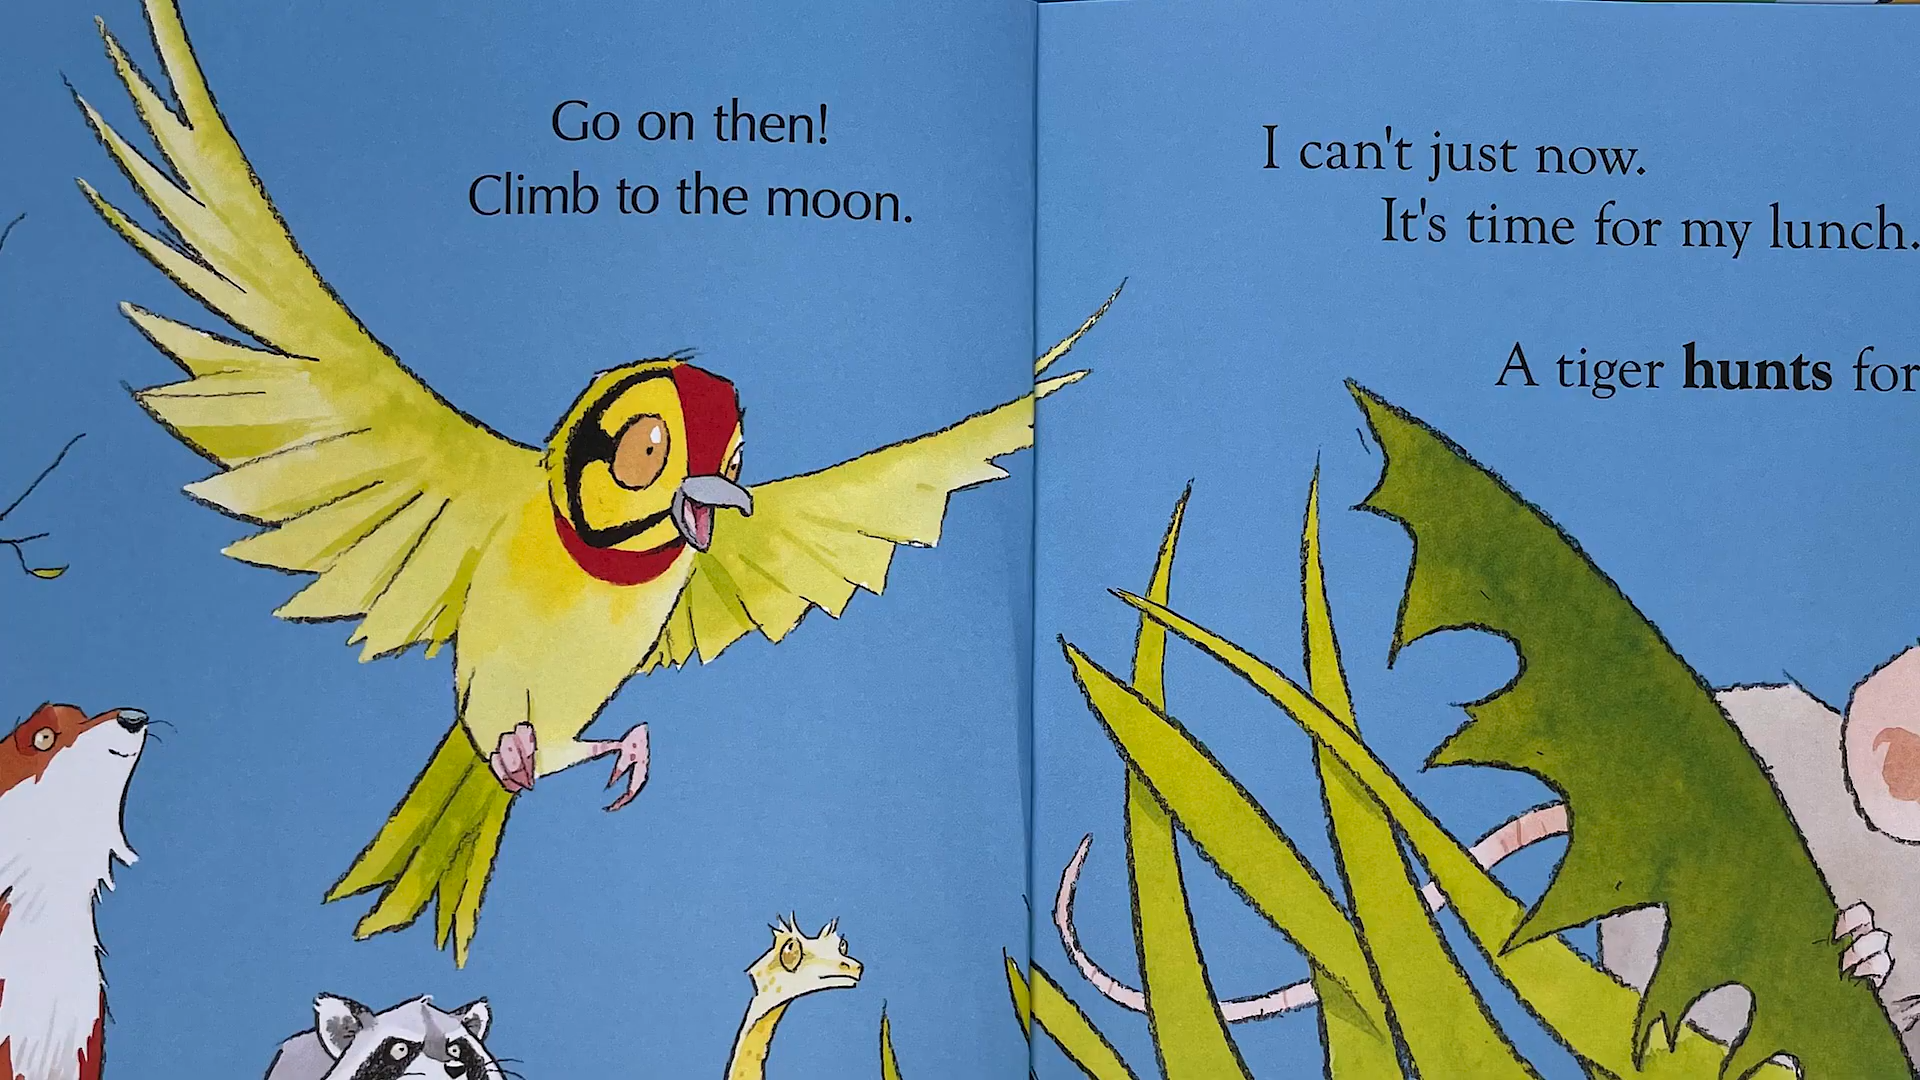 Go on then!
Climb to the moon.
I can't just now.
It's time for my lunch.
A tiger hunts for